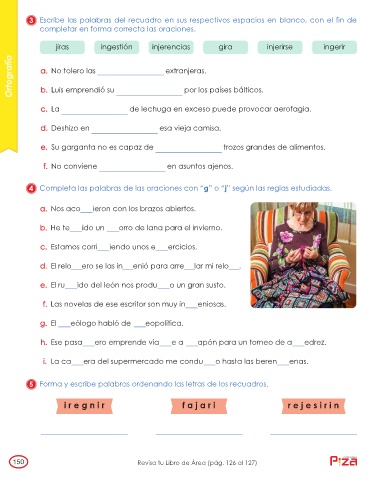 Ortografía
3 Escribe las palabras del recuadro en sus respectivos espacios en blanco, con el fin de
completar en forma correcta las oraciones.
jiras ingestión injerencias gira injerirse ingerir
a. No tolero las __________ extranjeras.
b. Luis emprendió su __________ por los países bálticos.
c. La __________ de lechuga en exceso puede provocar aerofagia.
d. Deshizo en __________ esa vieja camisa.
e. Su garganta no es capaz de __________ trozos grandes de alimentos.
f. No conviene __________ en asuntos ajenos.
4 Completa las palabras de las oraciones con "g" o "j" según las reglas estudiadas.
a. Nos aco___ieron con los brazos abiertos.
b. He te___ido un ___orro de lana para el invierno.
c. Estamos corri___iendo unos e___ercicios.
d. El relo___ero se las in___enió para arre___lar mi relo___.
e. El ru___ido del león nos produ___o un gran susto.
f. Las novelas de ese escritor son muy in___eniosas.
g. El ___eólogo habló de ___eopolítica.
h. Ese pasa___ero emprende via___e a ___apón para un torneo de a___edrez.
i. La ca___era del supermercado me condu___o hasta las beren___enas.
5 Forma y escribe palabras ordenando las letras de los recuadros.
i r e g n i r f a j a r i r e j e s i r i n
150 Revisa tu Libro de Área (pág. 126 al 127)